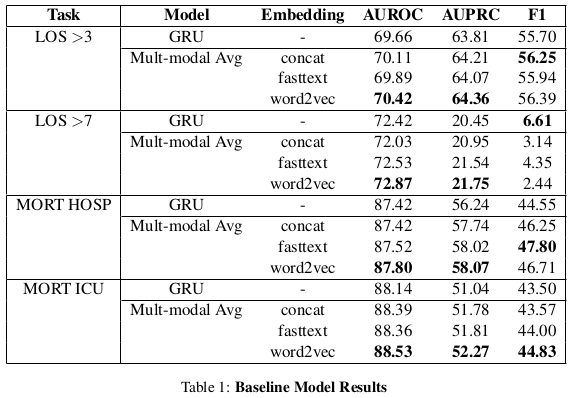 Task Model Embedding AUROC AUPRC F1
LOS >3 GRU - 69.66 63.81 55.70
Mult-modal Avg concat 70.11 64.21 56.25
fasttext 69.89 64.07 55.94
word2vec 70.42 64.36 56.39
LOS >7 GRU - 72.42 20.45 6.61
Mult-modal Avg concat 72.03 20.95 3.14
fasttext 72.53 21.54 4.35
word2vec 72.87 21.75 2.44
MORT HOSP GRU - 87.42 56.24 44.55
Mult-modal Avg concat 87.42 57.74 46.25
fasttext 87.52 58.02 47.80
word2vec 87.80 58.07 46.71
MORT ICU GRU - 88.14 51.04 43.50
Mult-modal Avg concat 88.39 51.78 43.57
fasttext 88.36 51.81 44.00
word2vec 88.53 52.27 44.83
Table 1: Baseline Model Results